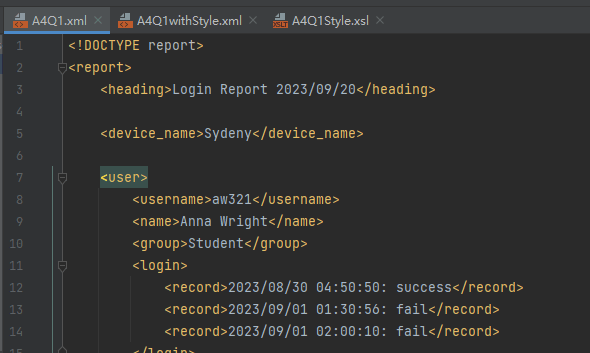 A4Q1.xml A4Q1withStyle.xml A4Q1Style.xsl
1 <!DOCTYPE report>
2 <report>
3 <heading>Login Report 2023/09/20</heading>
4
5 <device_name>Sydeny</device_name>
6
7 <user>
8 <username>aw321</username>
9 <name>Anna Wright</name>
10 <group>Student</group>
11 <login>
12 <record>2023/08/30 04:50:50: success</record>
13 <record>2023/09/01 01:30:56: fail</record>
14 <record>2023/09/01 02:00:10: fail</record>
</login>